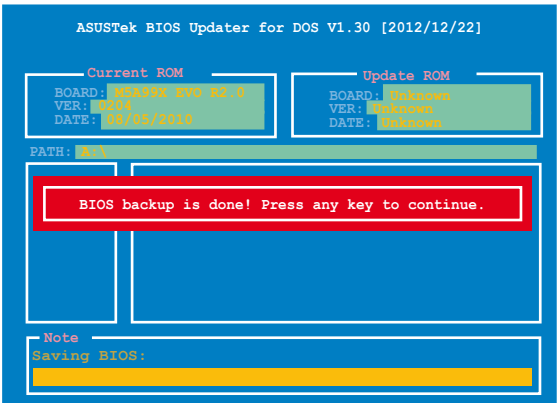 ASUSTek BIOS Updater for DOS V1.30 [2012/12/22]
Current ROM
BOARD: M5A99X EVO R2.0
VER: 0204
DATE: 08/05/2010
Update ROM
BOARD: Unknown
VER: Unknown
DATE: Unknown
PATH: A:\
BIOS backup is done! Press any key to continue.
Note
Saving BIOS: